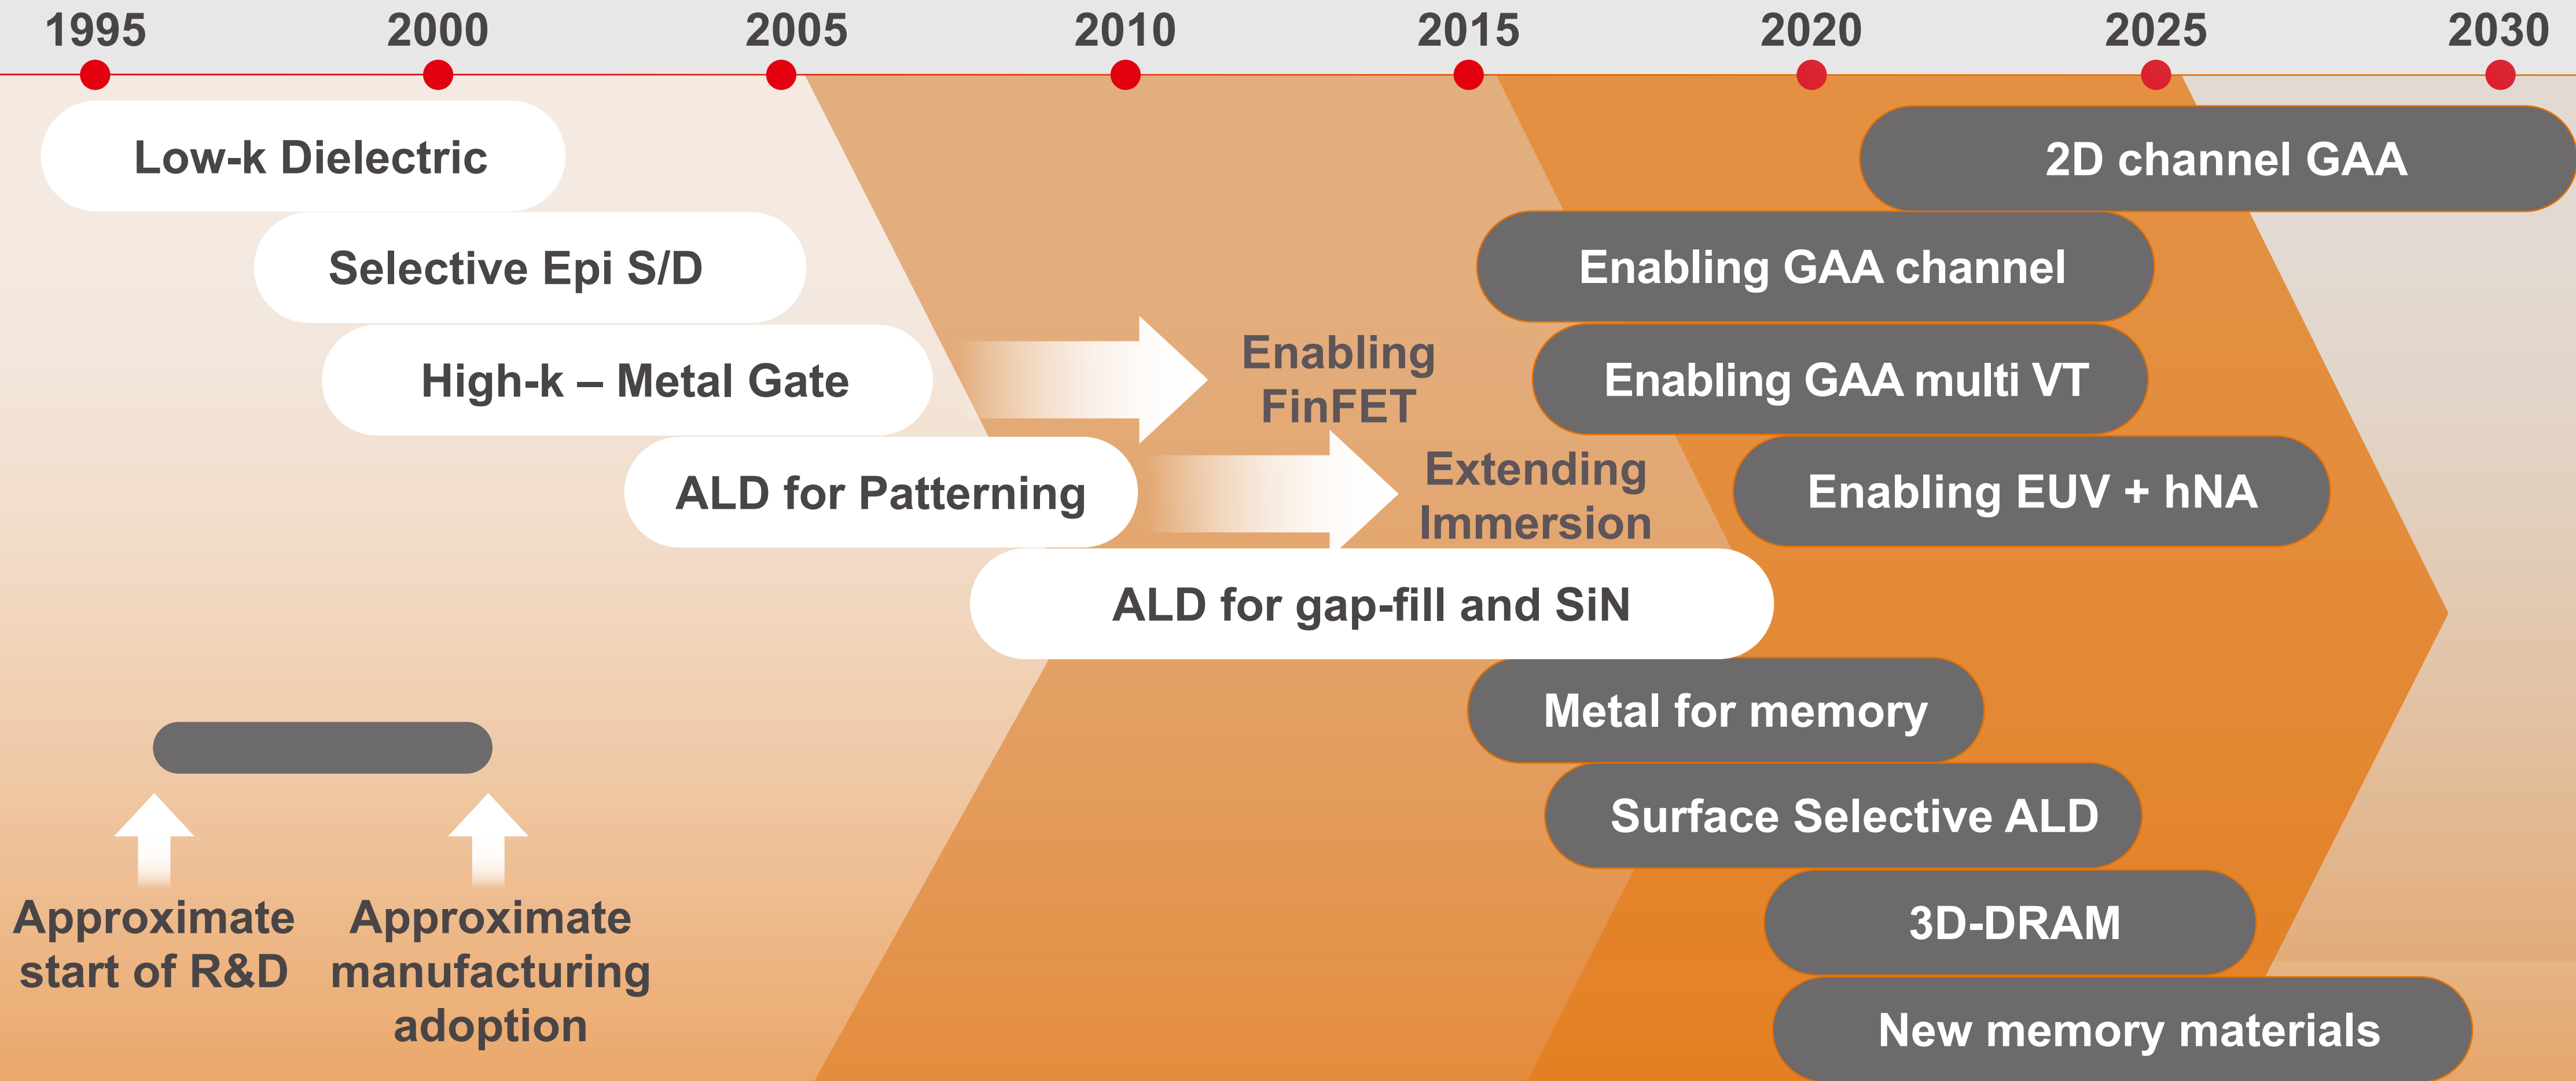 1995 2000 2005 2010 2015 2020 2025 2030
Low-k Dielectric
2D channel GAA
Selective Epi S/D
Enabling GAA channel
High-k – Metal Gate
Enabling
FinFET
Enabling GAA multi VT
ALD for Patterning
Extending
Immersion
Enabling EUV + hNA
ALD for gap-fill and SiN
Metal for memory
Surface Selective ALD
3D-DRAM
New memory materials
Approximate
start of R&D
Approximate
manufacturing
adoption